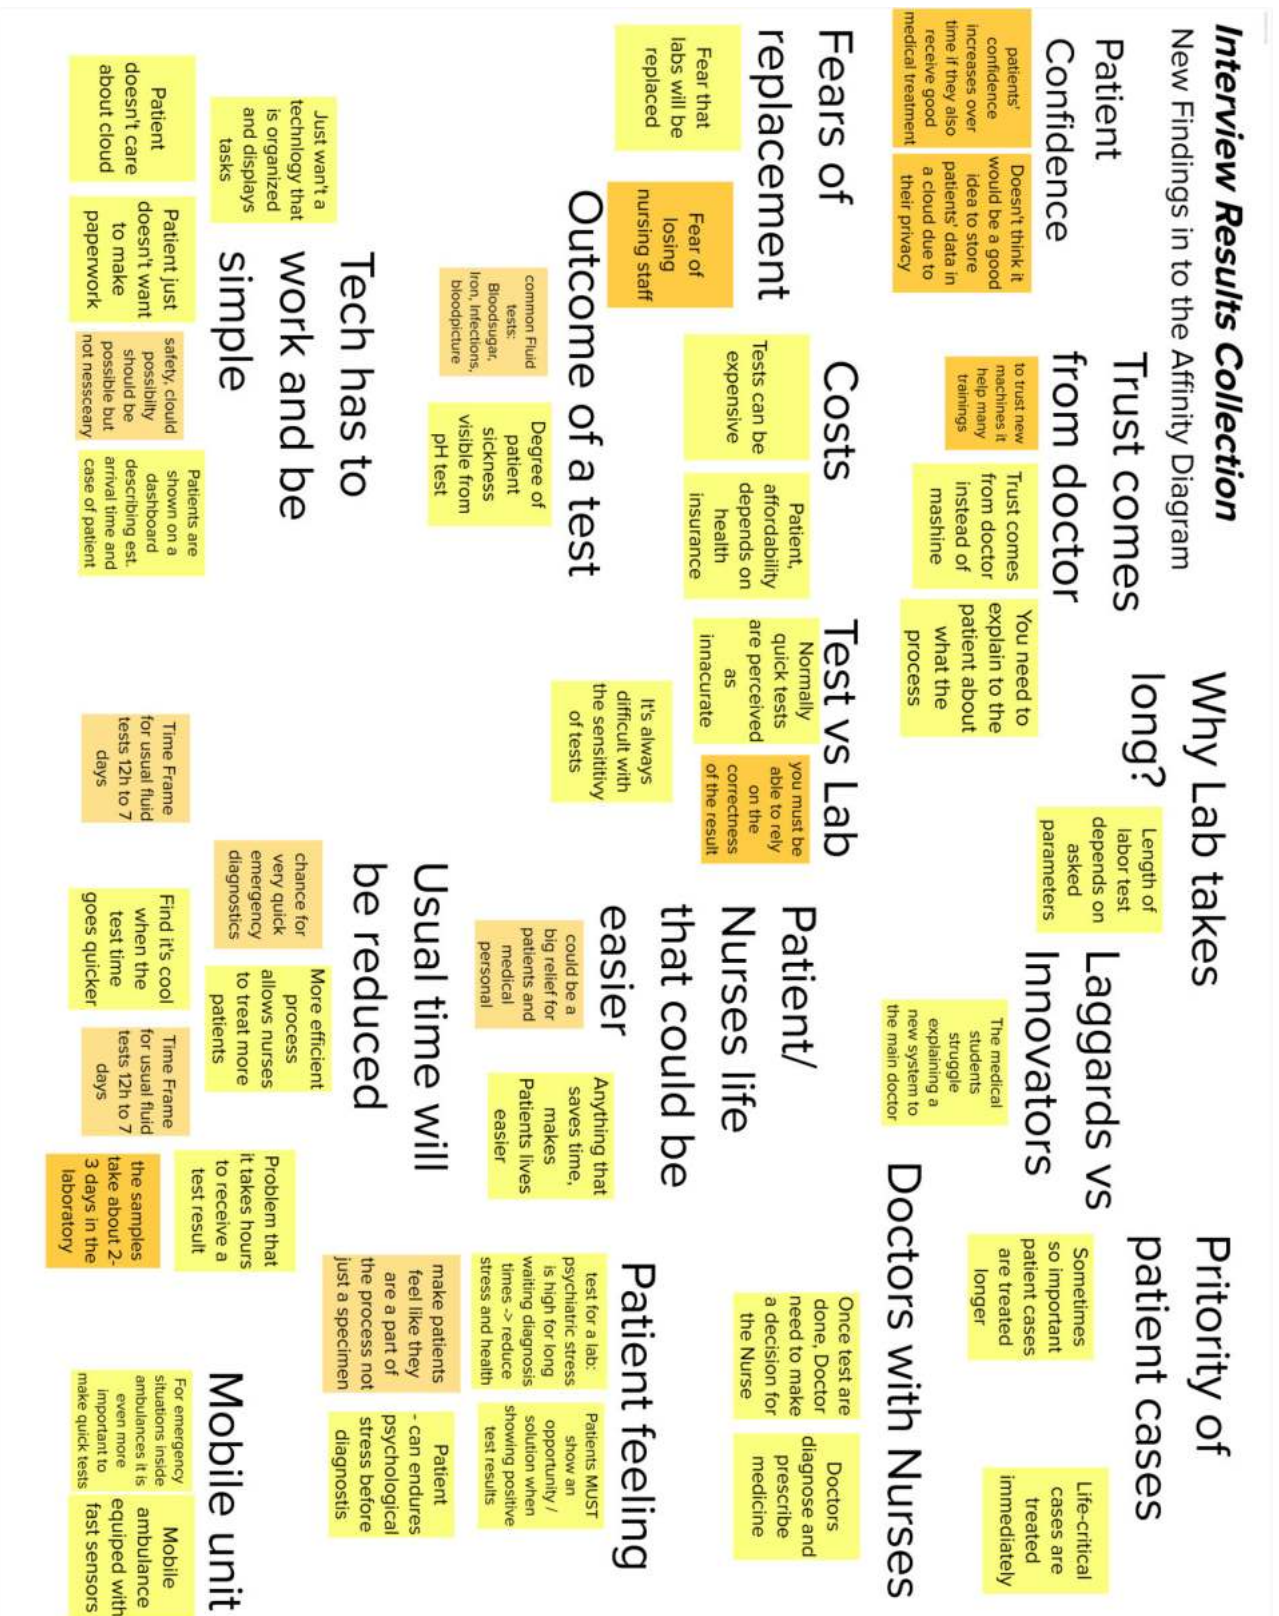 Interview Results Collection
New Findings in to the Affinity Diagram
Patient
Confidence
patients'
confidence
increases over
time if they also
receive good
medical treatment
Doesn't think it
would be a good
idea to store
patients' data in
a cloud due to
their privacy
Trust comes
from doctor
to trust new
machines it
help many
trainings
Trust comes
from doctor
instead of
mashine
You need to
explain to the
patient about
what the
process
Why Lab takes
long?
Length of
labor test
depends on
asked
parameters
Laggards vs
Innovators
The medical
students
struggle
explaining a
new system to
the main doctor
Pritority of
patient cases
Sometimes
so important
patient cases
are treated
longer
Life-critical
cases are
treated
immediately
Fears of
replacement
Fear that
labs will be
replaced
Fear of
losing
nursing staff
Costs
Tests can be
expensive
Patient,
affordability
depends on
health
insurance
Test vs Lab
Normally
quick tests
are perceived
as
innacurate
you must be
able to rely
on the
correctness
of the result
It's always
difficult with
the sensititivy
of tests
Patient/
Nurses life
that could be
easier
could be a
big relief for
patients and
medical
personal
Anything that
saves time,
makes
Patients lives
easier
Doctors with Nurses
Once test are
done, Doctor
need to make
a decision for
the Nurse
Doctors
diagnose and
prescribe
medicine
Outcome of a test
common Fluid
tests:
Bloodsugar,
Iron, Infections,
bloodpicture
Degree of
patient
sickness
visible from
pH test
Patient feeling
test for a lab:
psychiatric stress
is high for long
waiting diagnosis
times -> reduce
stress and health
Patients MUST
show an
opportunity /
solution when
showing positive
test results
make patients
feel like they
are a part of
the process not
just a specimen
Patient
- can endures
psychological
stress before
diagnostis
Tech has to
work and be
simple
Just wan't a
technlogy that
is organized
and displays
tasks
Patient
doesn't care
about cloud
Patient just
doesn't want
to make
paperwork
safety, clould
possibilty
should be
possible but
not nessceary
Patients are
shown on a
dashboard
describing est.
arrival time and
case of patient
Usual time will
be reduced
Time Frame
for usual fluid
tests 12h to 7
days
chance for
very quick
emergency
diagnostics
More efficient
process
allows nurses
to treat more
patients
Find it's cool
when the
test time
goes quicker
Time Frame
for usual fluid
tests 12h to 7
days
Problem that
it takes hours
to receive a
test result
the samples
take about 2-
3 days in the
laboratory
Mobile unit
For emergency
situations inside
ambulances it is
even more
important to
make quick tests
Mobile
ambulance
equiped with
fast sensors